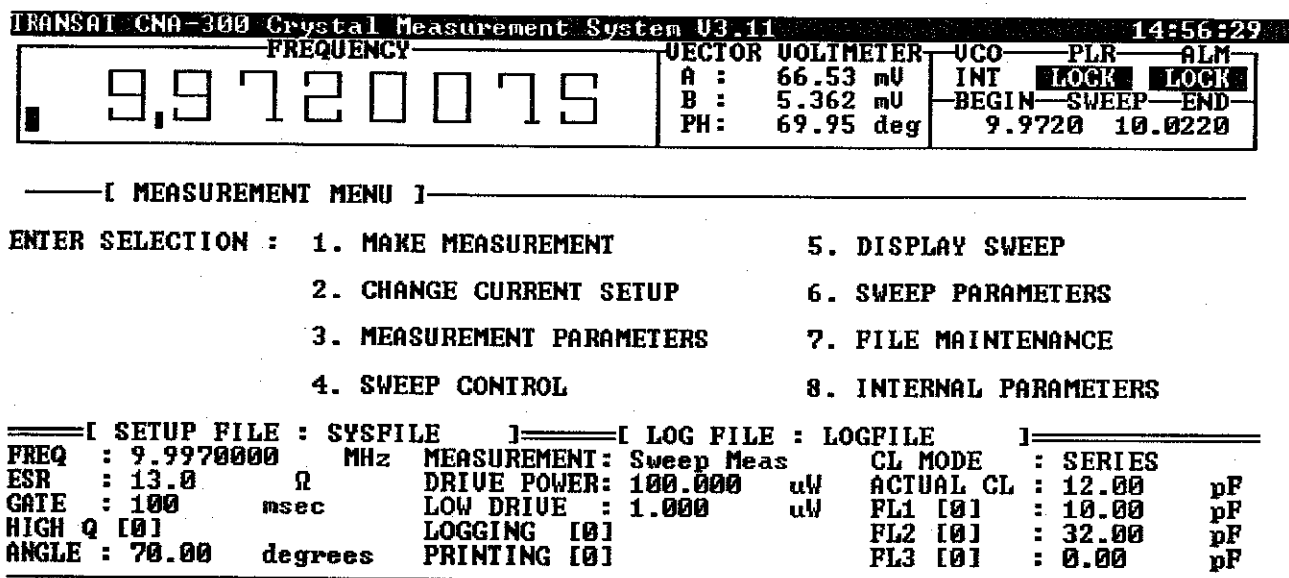 TRANSAT CNA-300 Crystal Measurement System V3.11 14:56:29
FREQUENCY VECTOR VOLTMETER VCO PLR ALM
A : 66.53 mV INT LOCK LOCK
9,9720075 B : 5.362 mV BEGIN SWEEP END
PH: 69.95 deg 9.9720 10.0220
[ MEASUREMENT MENU ]
ENTER SELECTION : 1. MAKE MEASUREMENT 5. DISPLAY SWEEP
2. CHANGE CURRENT SETUP 6. SWEEP PARAMETERS
3. MEASUREMENT PARAMETERS 7. FILE MAINTENANCE
4. SWEEP CONTROL 8. INTERNAL PARAMETERS
[ SETUP FILE : SYSFILE ] [ LOG FILE : LOGFILE ]
FREQ : 9.9970000 MHz MEASUREMENT: Sweep Meas CL MODE : SERIES
ESR : 13.0 Ω DRIVE POWER: 100.000 uW ACTUAL CL : 12.00 pF
GATE : 100 msec LOW DRIVE : 1.000 uW FL1 [0] : 10.00 pF
HIGH Q [0] LOGGING [0] FL2 [0] : 32.00 pF
ANGLE : 70.00 degrees PRINTING [0] FL3 [0] : 0.00 pF